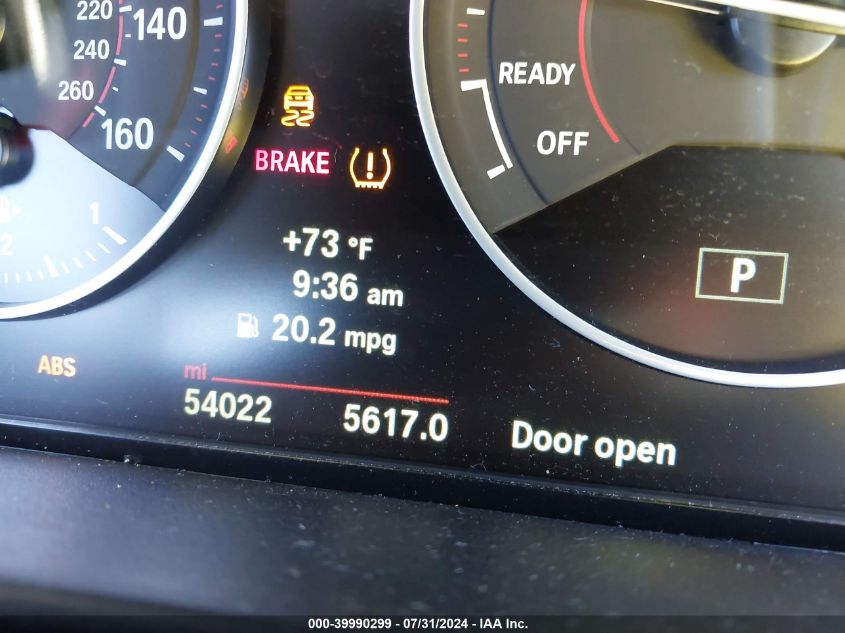 220
140
240
260
160
READY
OFF
BRAKE
1
2
+73 °F
9:36 am
20.2 mpg
P
ABS
mi
54022
5617.0
Door open
000-39990299 / 07/31/2024 - IAA Inc.